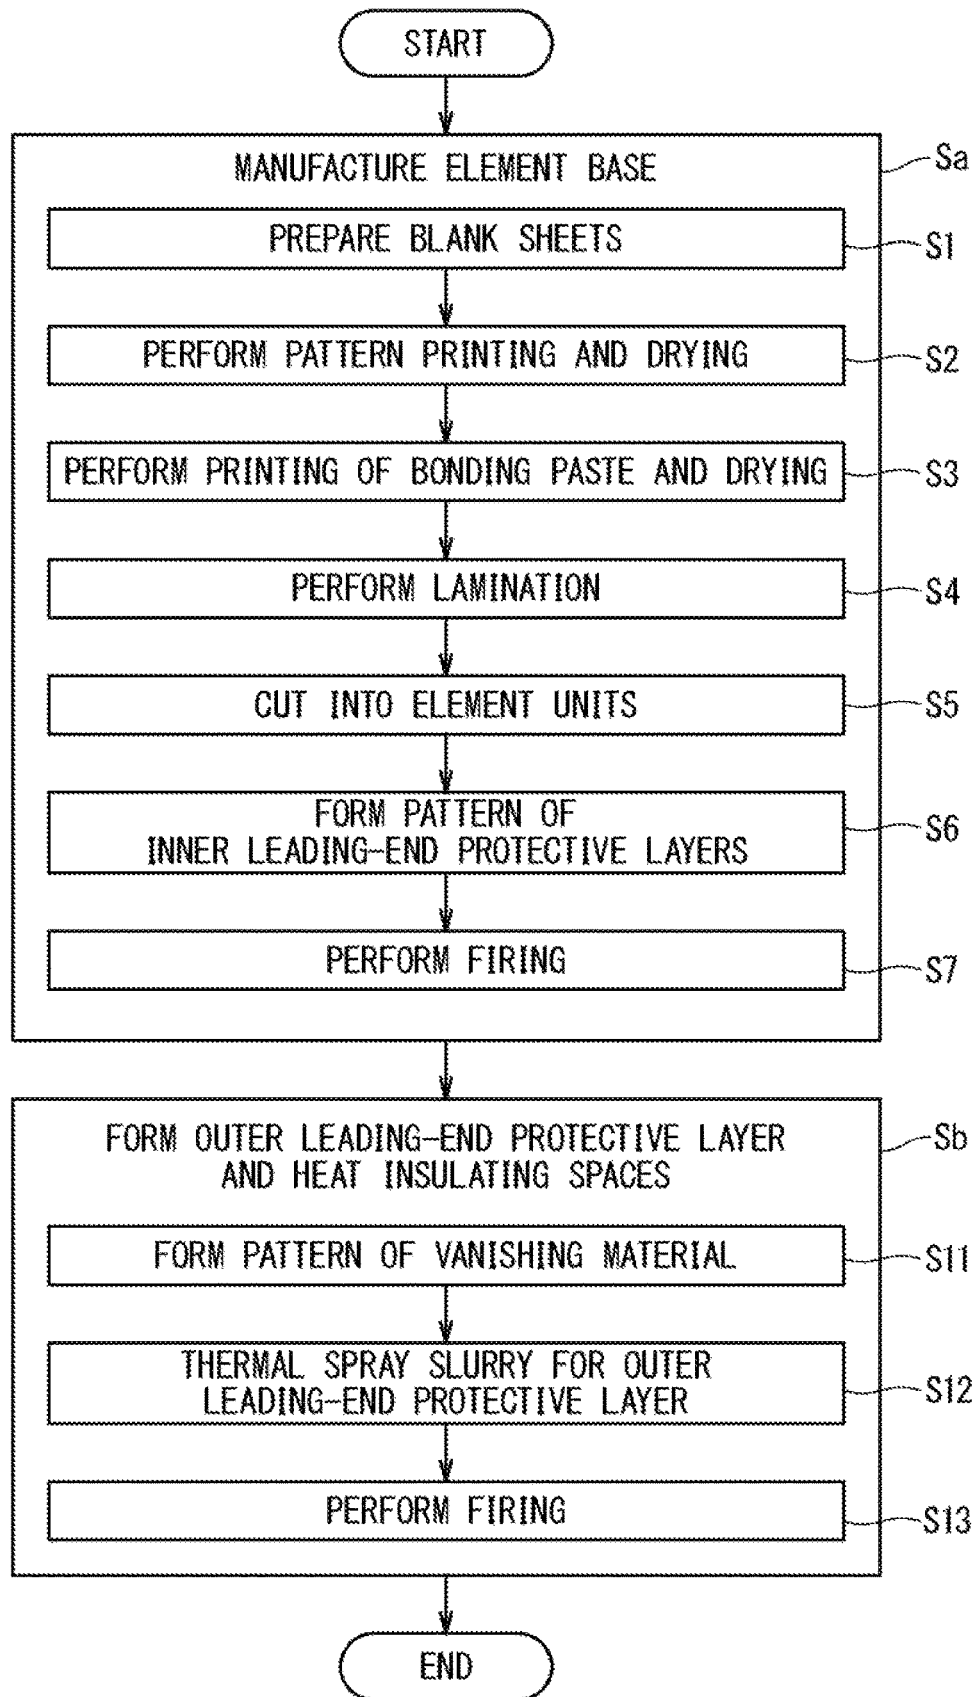 START
MANUFACTURE ELEMENT BASE
Sa
PREPARE BLANK SHEETS
S1
PERFORM PATTERN PRINTING AND DRYING
S2
PERFORM PRINTING OF BONDING PASTE AND DRYING
S3
PERFORM LAMINATION
S4
CUT INTO ELEMENT UNITS
S5
FORM PATTERN OF
INNER LEADING-END PROTECTIVE LAYERS
S6
PERFORM FIRING
S7
FORM OUTER LEADING-END PROTECTIVE LAYER
AND HEAT INSULATING SPACES
Sb
FORM PATTERN OF VANISHING MATERIAL
S11
THERMAL SPRAY SLURRY FOR OUTER
LEADING-END PROTECTIVE LAYER
S12
PERFORM FIRING
S13
END